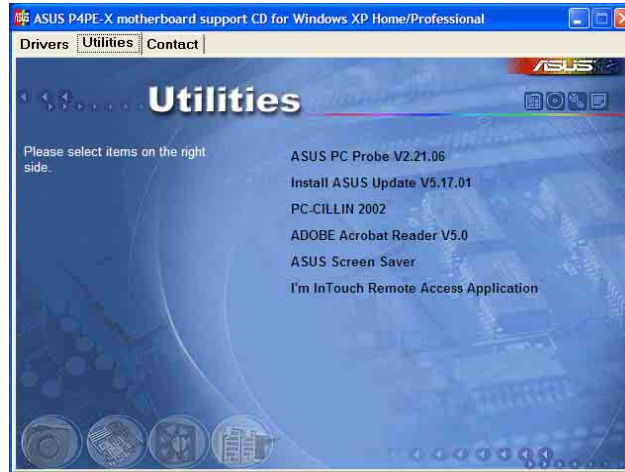 ASUS P4PE-X motherboard support CD for Windows XP Home/Professional
Drivers Utilities Contact
ASUS
Utilities
Please select items on the right
side.
ASUS PC Probe V2.21.06
Install ASUS Update V5.17.01
PC-CILLIN 2002
ADOBE Acrobat Reader V5.0
ASUS Screen Saver
I'm InTouch Remote Access Application